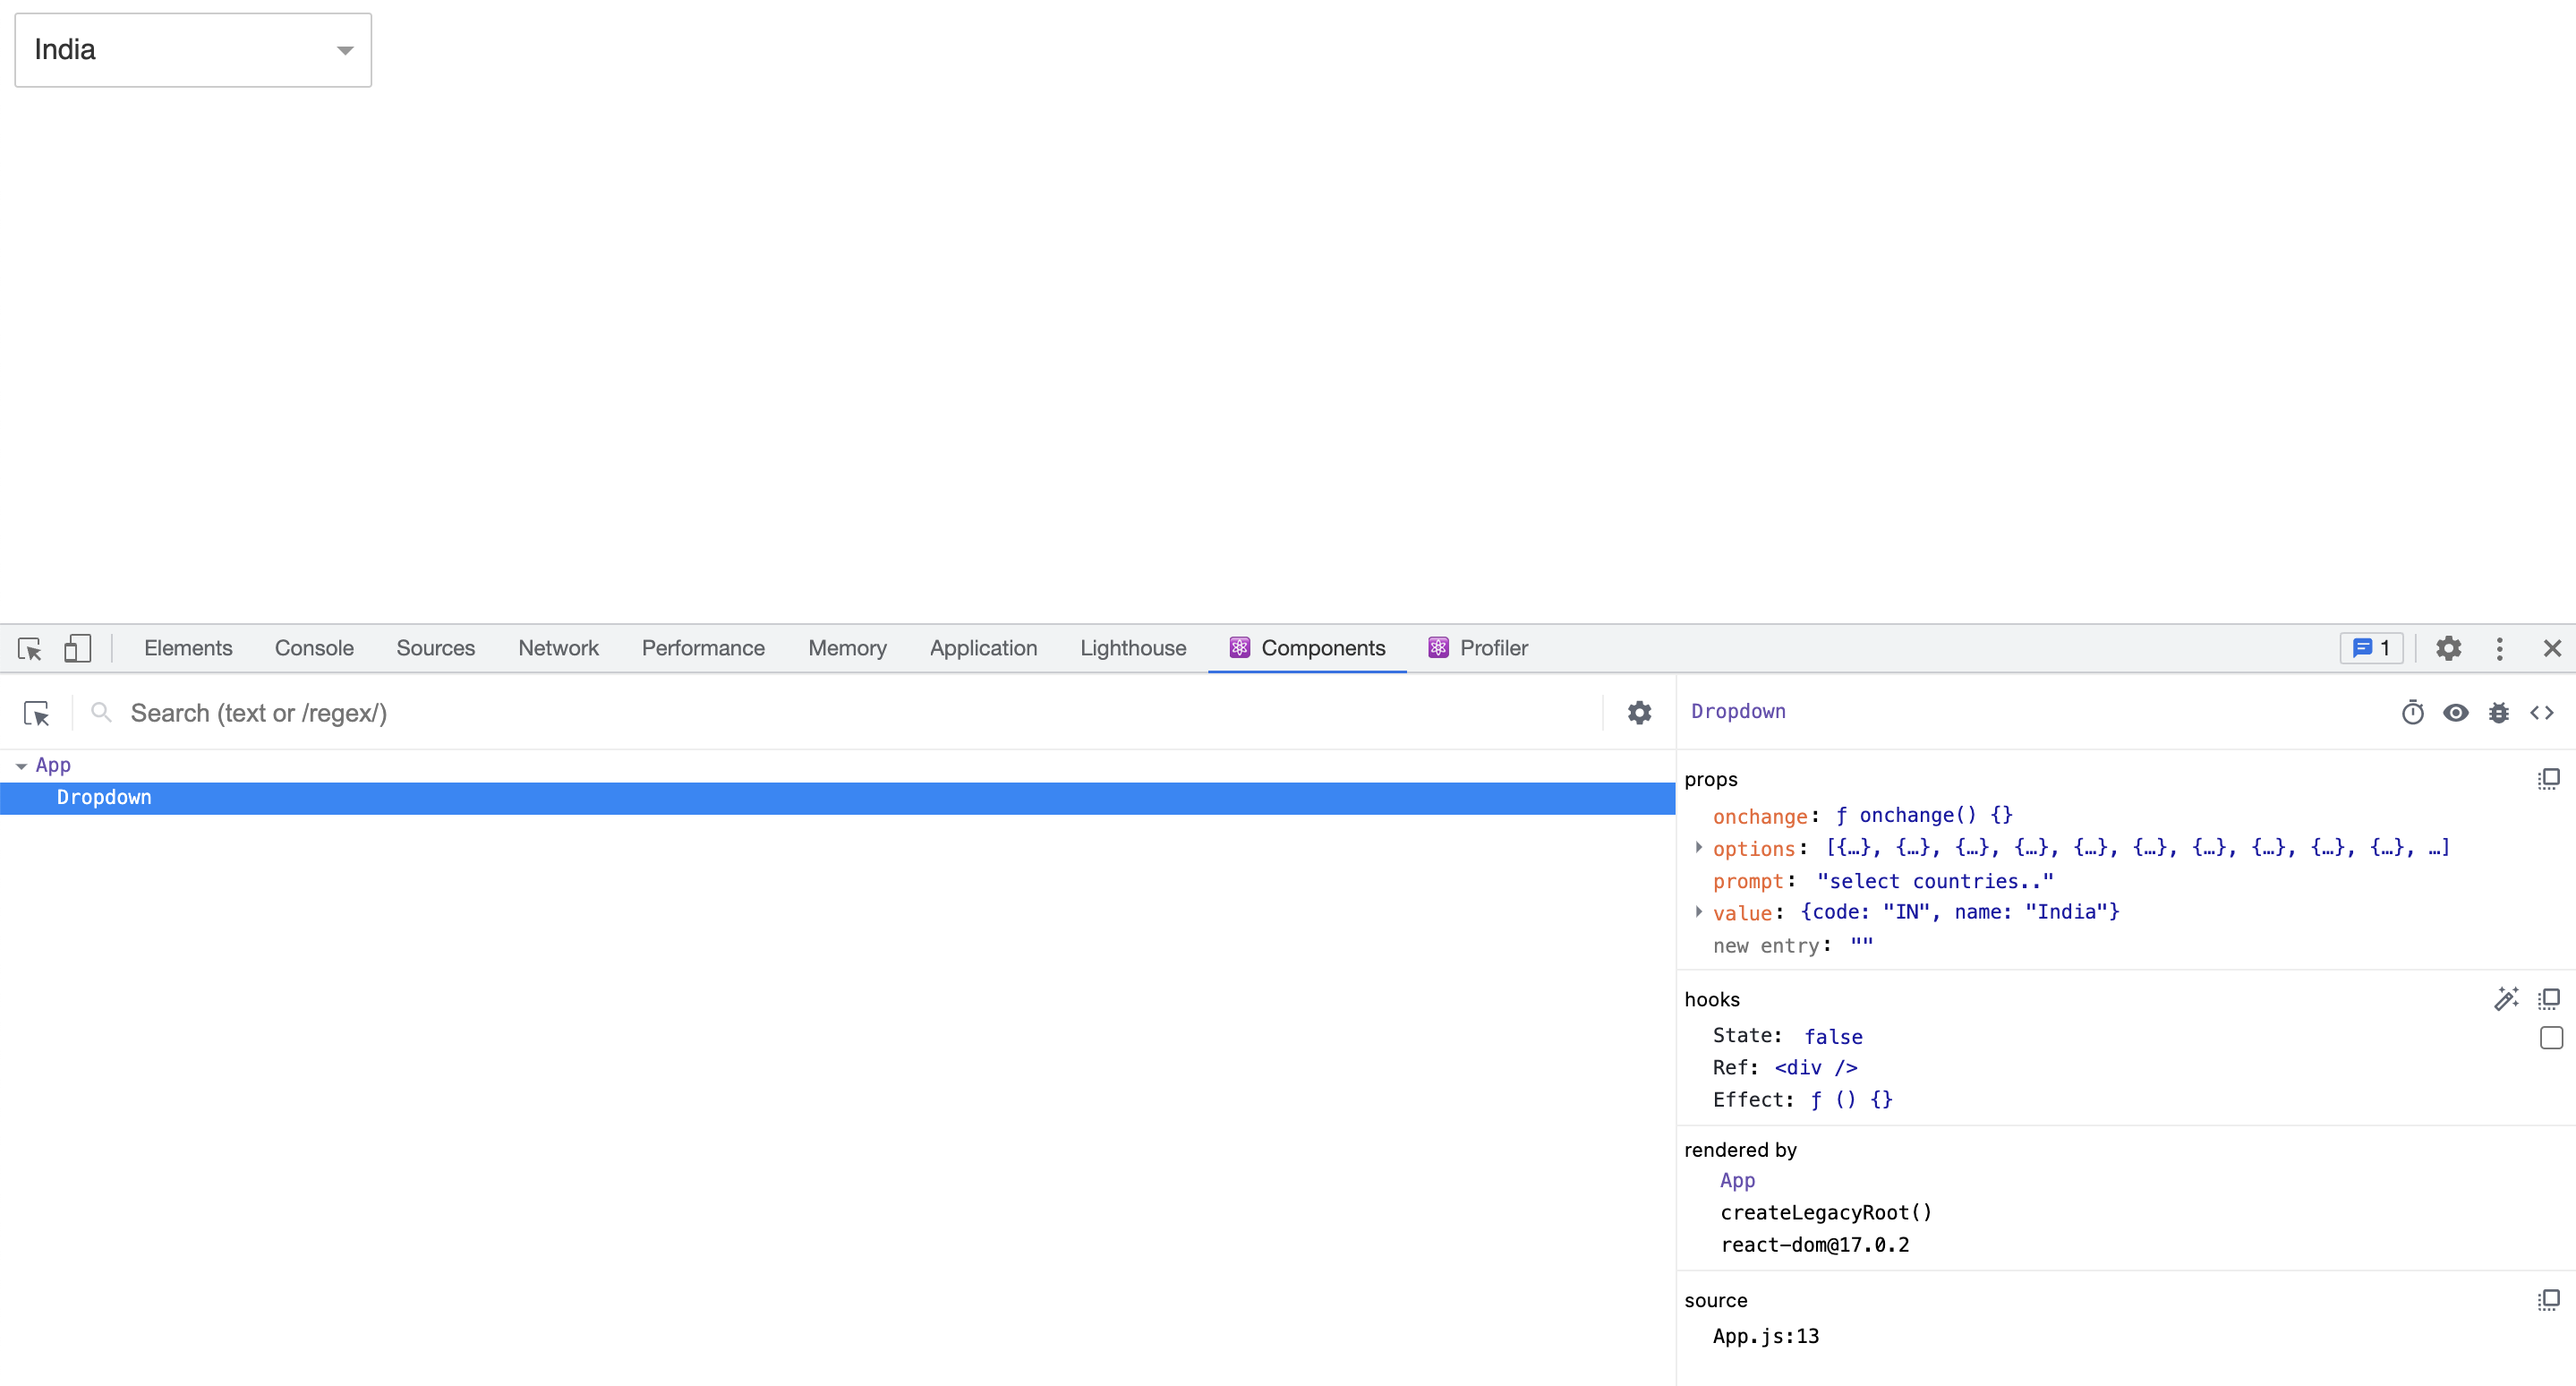 India
Elements Console Sources Network Performance Memory Application Lighthouse Components Profiler 1
Search (text or /regex/)
App
Dropdown
Dropdown
props
onchange: ƒ onchange() {}
options: [{…}, {…}, {…}, {…}, {…}, {…}, {…}, {…}, {…}, {…}, …]
prompt: "select countries.."
value: {code: "IN", name: "India"}
new entry: ""
hooks
State: false
Ref: <div />
Effect: ƒ () {}
rendered by
App
createLegacyRoot()
react-dom@17.0.2
source
App.js:13